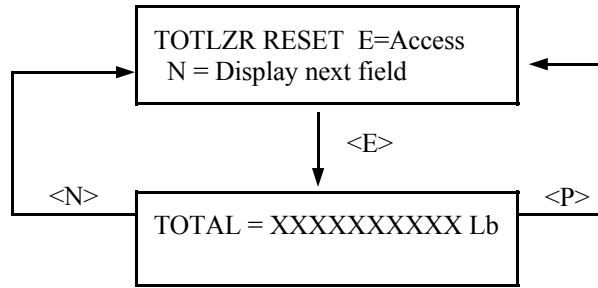 TOTLZR RESET E=Access
N = Display next field
<E>
<N>
<P>
TOTAL = XXXXXXXXXX Lb